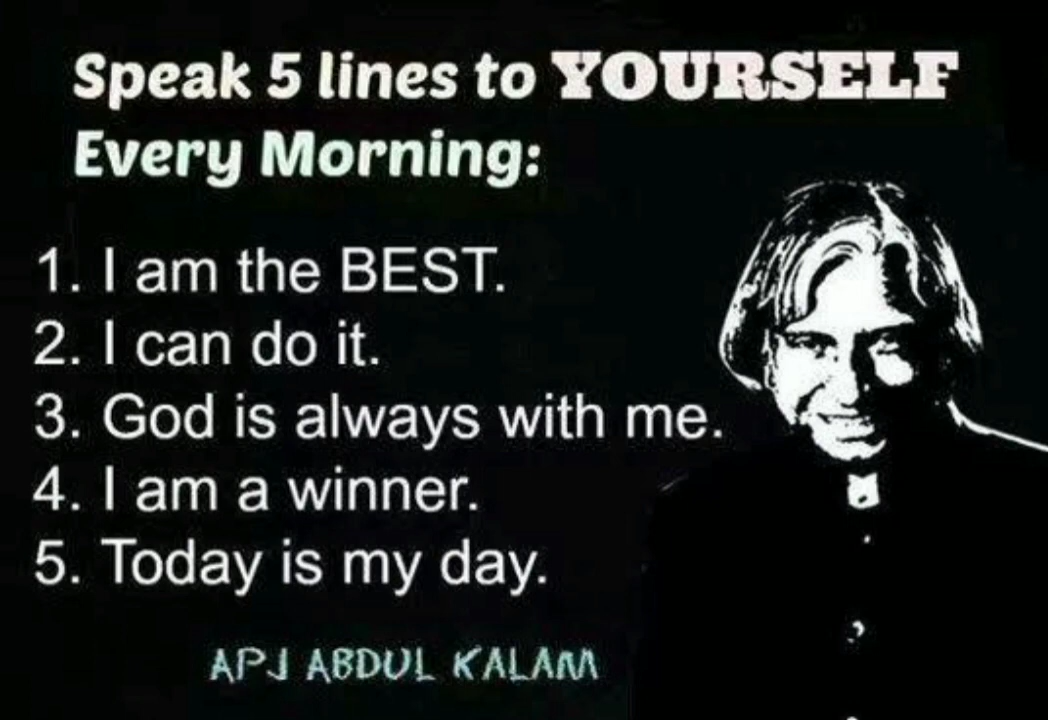 Speak 5 lines to YOURSELF
Every Morning:
1. I am the BEST.
2. I can do it.
3. God is always with me.
4. I am a winner.
5. Today is my day.
APJ ABDUL KALAM